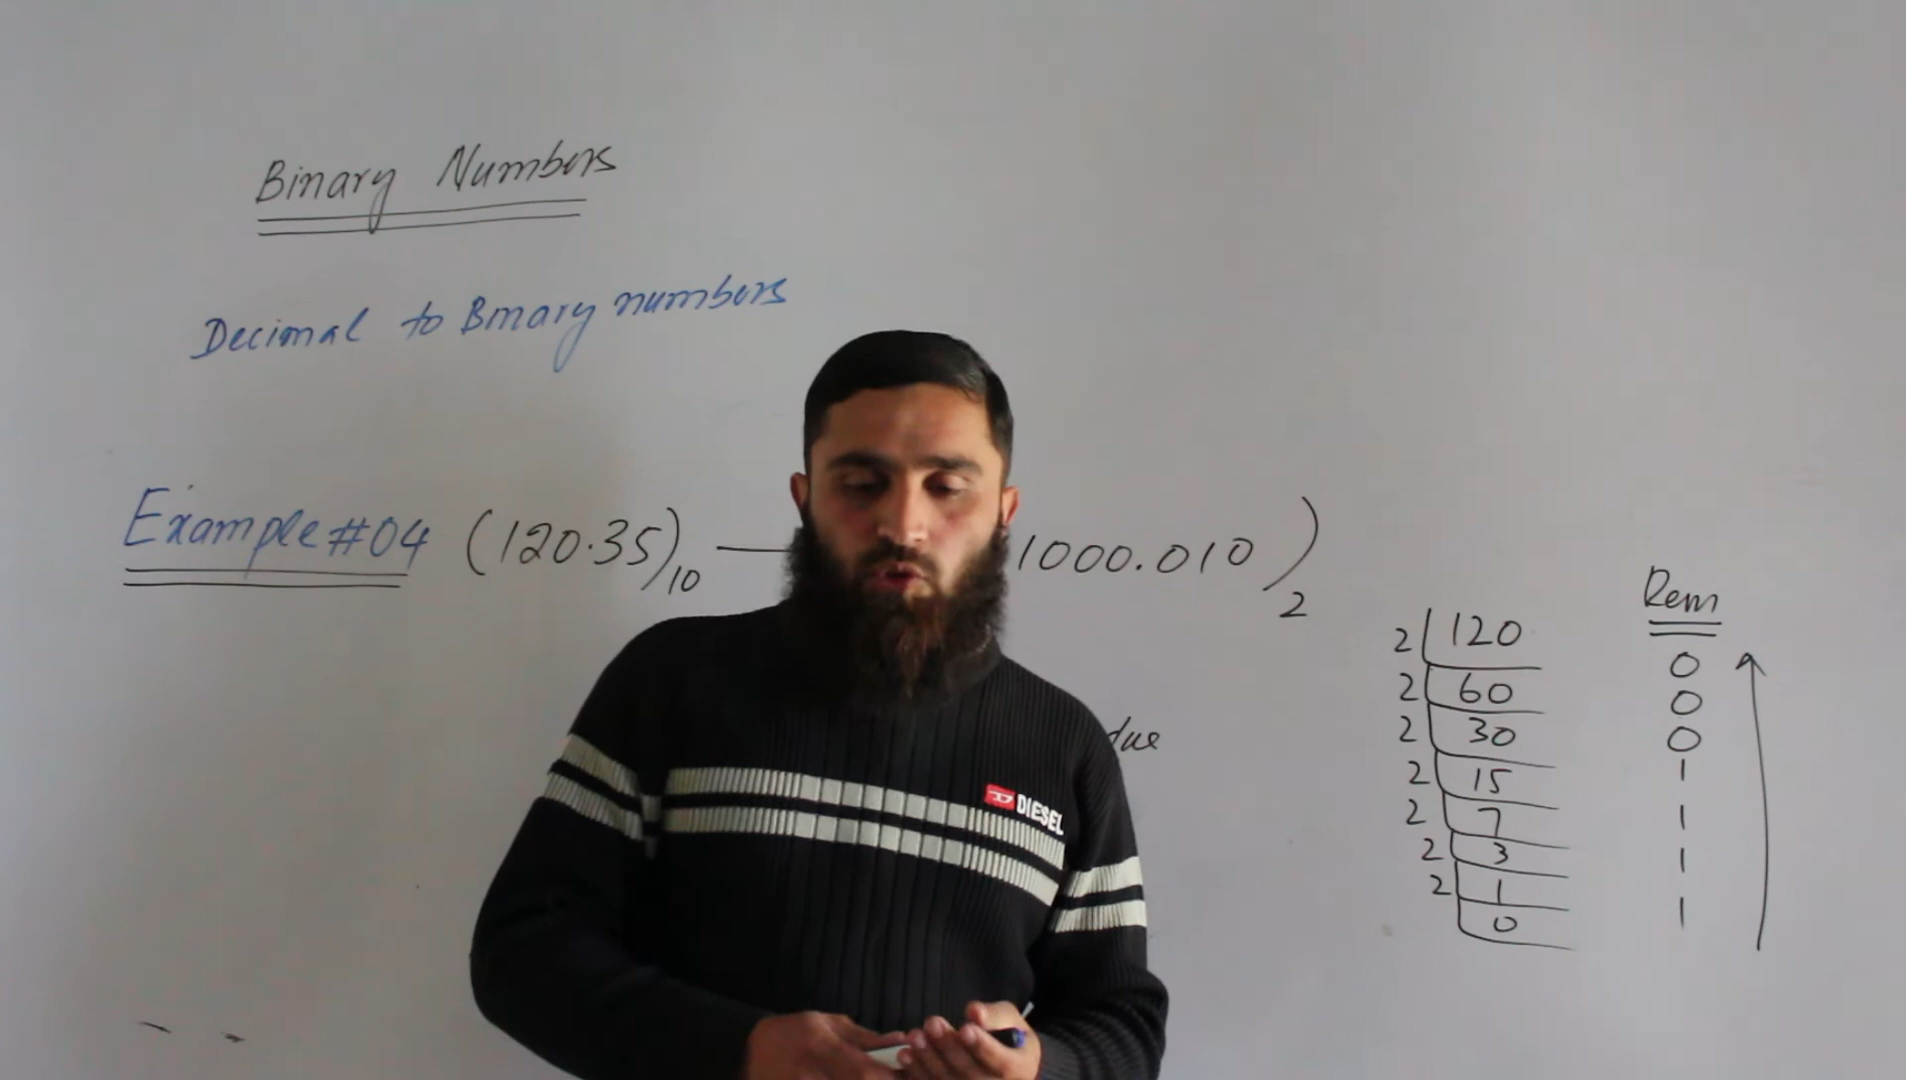 Binary Numbers
Decimal to Binary numbers
Example #04 (120.35)10 — 1000.010 )2
Rem
2 120 0
2 60 0
2 30 0
2 15 1
2 7 1
2 3 1
2 1 1
0
DIESEL